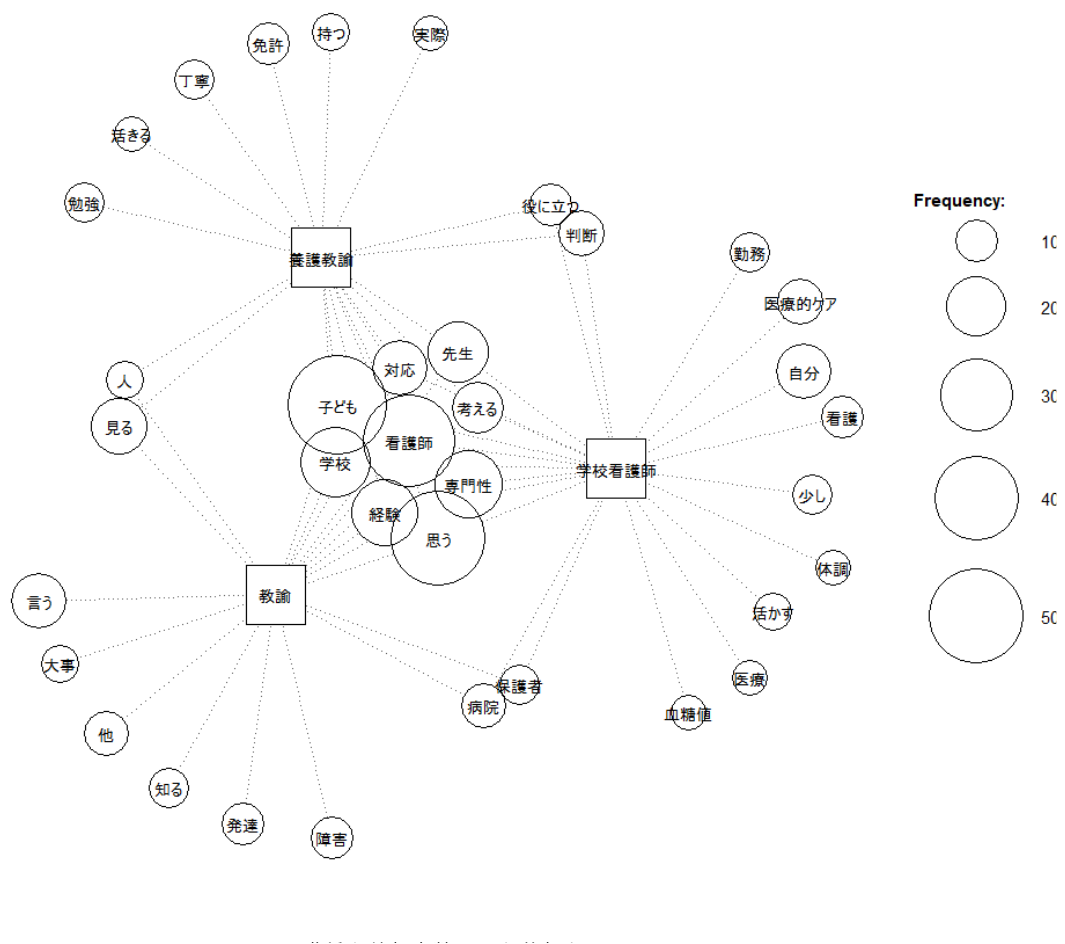 持つ
実際
免許
丁寧
活きる
勉強
役に立つ
判断
養護教諭
勤務
医療的ケア
先生
対応
自分
人
子ども
考える
看護
見る
看護師
学校
学校看護師
専門性
少し
経験
思う
体調
教諭
言う
活かす
大事
保護者
医療
病院
血糖値
他
知る
発達
障害
Frequency:
10
20
30
40
50